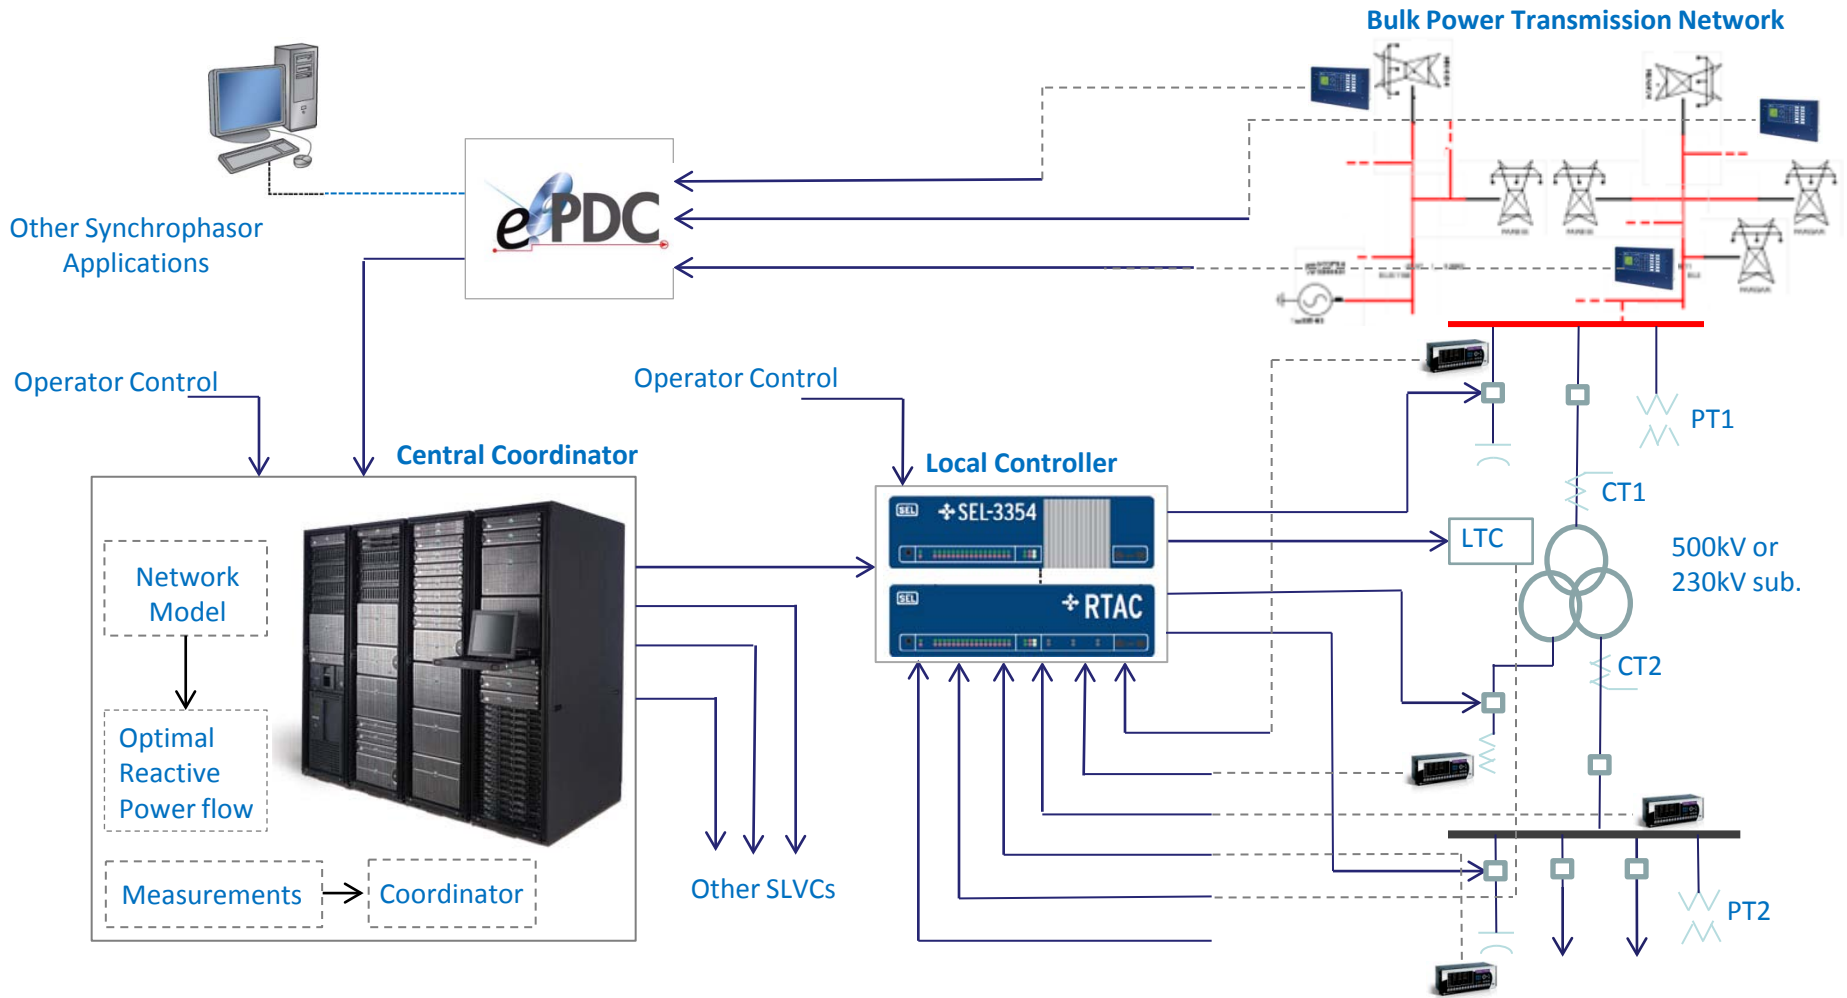 Bulk Power Transmission Network
ePDC
Other Synchrophasor
Applications
Operator Control
Operator Control
PT1
Central Coordinator
Local Controller
CT1
SEL
SEL-3354
LTC
500kV or
230kV sub.
Network
Model
SEL
RTAC
CT2
Optimal
Reactive
Power flow
Measurements
Coordinator
Other SLVCs
PT2